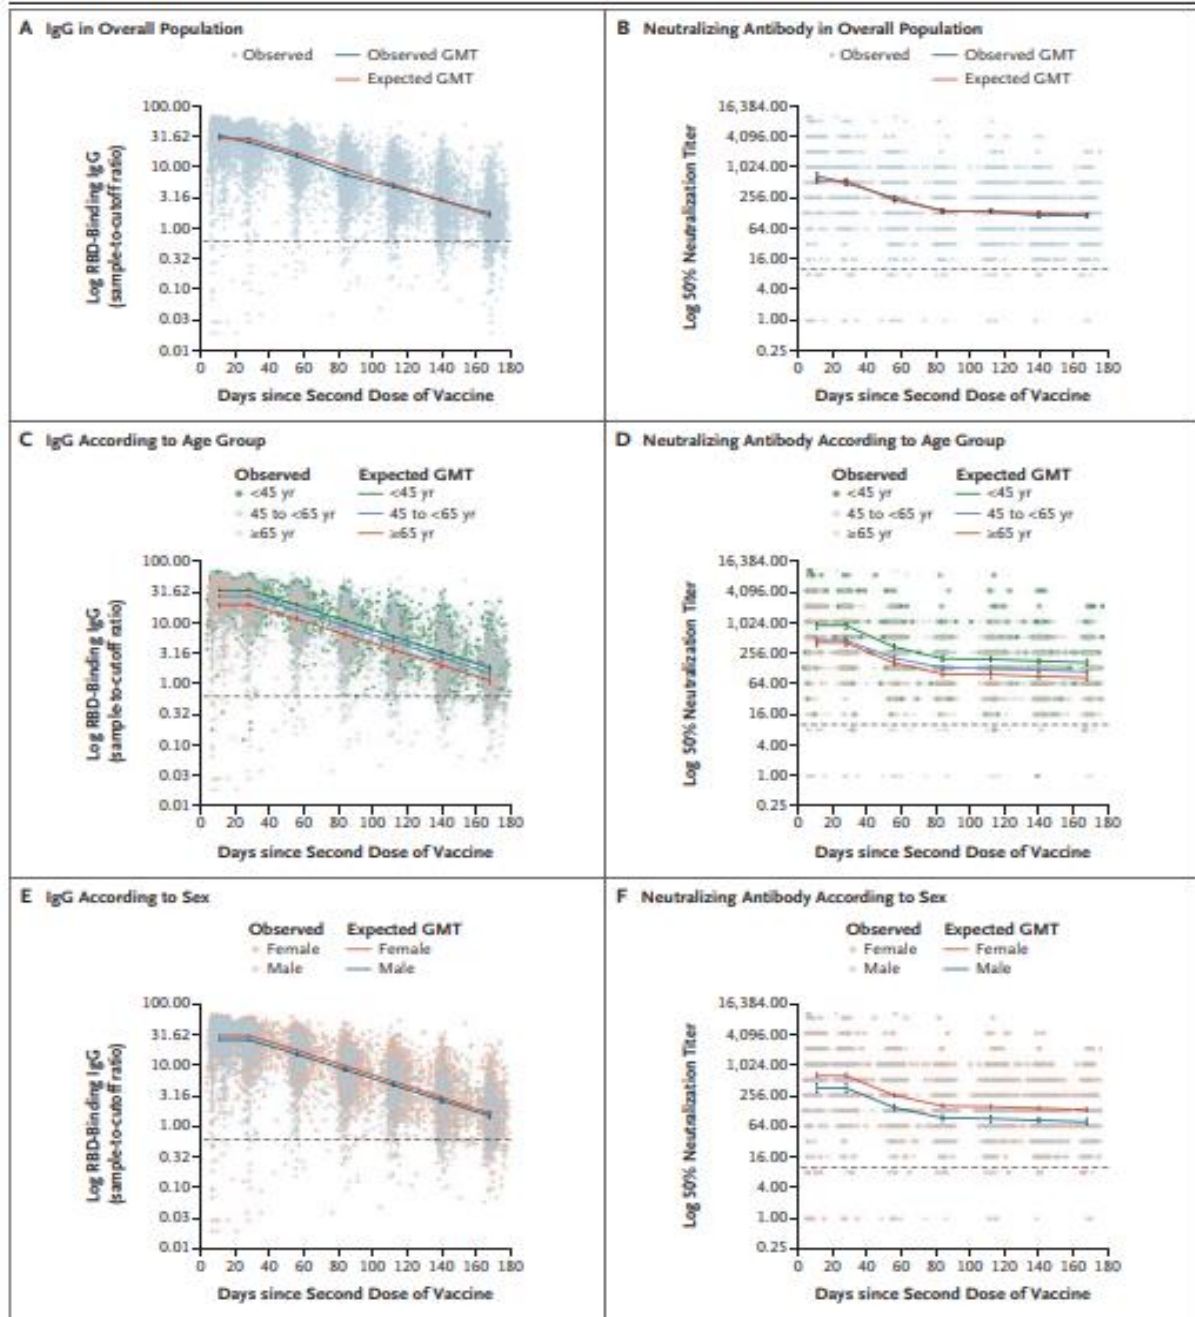 A IgG in Overall Population
Observed Observed GMT
Expected GMT
Log RBD-Binding IgG
(sample-to-cutoff ratio)
100.00
31.62
10.00
3.16
1.00
0.32
0.10
0.03
0.01
0 20 40 60 80 100 120 140 160 180
Days since Second Dose of Vaccine
B Neutralizing Antibody in Overall Population
Observed Observed GMT
Expected GMT
Log 50% Neutralization Titer
16,384.00
4,096.00
1,024.00
256.00
64.00
16.00
4.00
1.00
0.25
0 20 40 60 80 100 120 140 160 180
Days since Second Dose of Vaccine
C IgG According to Age Group
Observed Expected GMT
<45 yr <45 yr
45 to <65 yr 45 to <65 yr
≥65 yr ≥65 yr
Log RBD-Binding IgG
(sample-to-cutoff ratio)
100.00
31.62
10.00
3.16
1.00
0.32
0.10
0.03
0.01
0 20 40 60 80 100 120 140 160 180
Days since Second Dose of Vaccine
D Neutralizing Antibody According to Age Group
Observed Expected GMT
<45 yr <45 yr
45 to <65 yr 45 to <65 yr
≥65 yr ≥65 yr
Log 50% Neutralization Titer
16,384.00
4,096.00
1,024.00
256.00
64.00
16.00
4.00
1.00
0.25
0 20 40 60 80 100 120 140 160 180
Days since Second Dose of Vaccine
E IgG According to Sex
Observed Expected GMT
Female Female
Male Male
Log RBD-Binding IgG
(sample-to-cutoff ratio)
100.00
31.62
10.00
3.16
1.00
0.32
0.10
0.03
0.01
0 20 40 60 80 100 120 140 160 180
Days since Second Dose of Vaccine
F Neutralizing Antibody According to Sex
Observed Expected GMT
Female Female
Male Male
Log 50% Neutralization Titer
16,384.00
4,096.00
1,024.00
256.00
64.00
16.00
4.00
1.00
0.25
0 20 40 60 80 100 120 140 160 180
Days since Second Dose of Vaccine